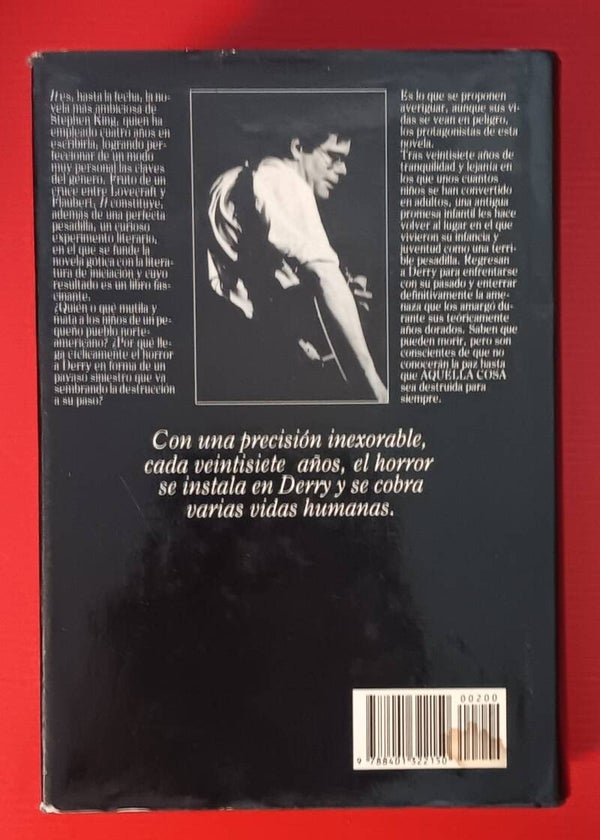 It es, hasta la fecha, la no-
vela más ambiciosa de
Stephen King, quien ha
empleado cuatro años en
escribirla, logrando per-
feccionar de un modo
muy personal las claves
del género. Fruto de un
cruce entre Lovecraft y
Flaubert, It constituye,
además de una perfecta
pesadilla, un curioso
experimento literario,
en el que se funde la
novela gótica con la litera-
tura de iniciación y cuyo
resultado es un libro fas-
cinante.
¿Quién o qué mutila y
mata a los niños de un pe-
queño pueblo norte-
americano? ¿Por qué lle-
ga cíclicamente el horror
a Derry en forma de un
payaso siniestro que va
sembrando la destrucción
a su paso?
Es lo que se proponen
averiguar, aunque sus vi-
das se vean en peligro,
los protagonistas de esta
novela.
Tras veintisiete años de
tranquilidad y lejanía en
los que unos cuantos
niños se han convertido
en adultos, una antigua
promesa infantil les hace
volver al lugar en el que
vivieron su infancia y
juventud como una terri-
ble pesadilla. Regresan
a Derry para enfrentarse
con su pasado y enterrar
definitivamente la ame-
naza que los amargó du-
rante sus teóricamente
años dorados. Saben que
pueden morir, pero son
conscientes de que no
conocerán la paz hasta
que AQUELLA COSA
sea destruida para
siempre.
Con una precisión inexorable,
cada veintisiete años, el horror
se instala en Derry y se cobra
varias vidas humanas.
00200
9 788401 322150